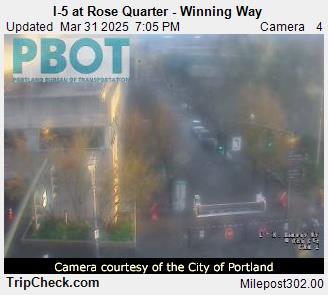 I-5 at Rose Quarter - Winning Way
Updated Mar 31 2025 7:05 PM Camera 4
PBOT
PORTLAND BUREAU OF TRANSPORTATION
Camera courtesy of the City of Portland
TripCheck.com Milepost302.00